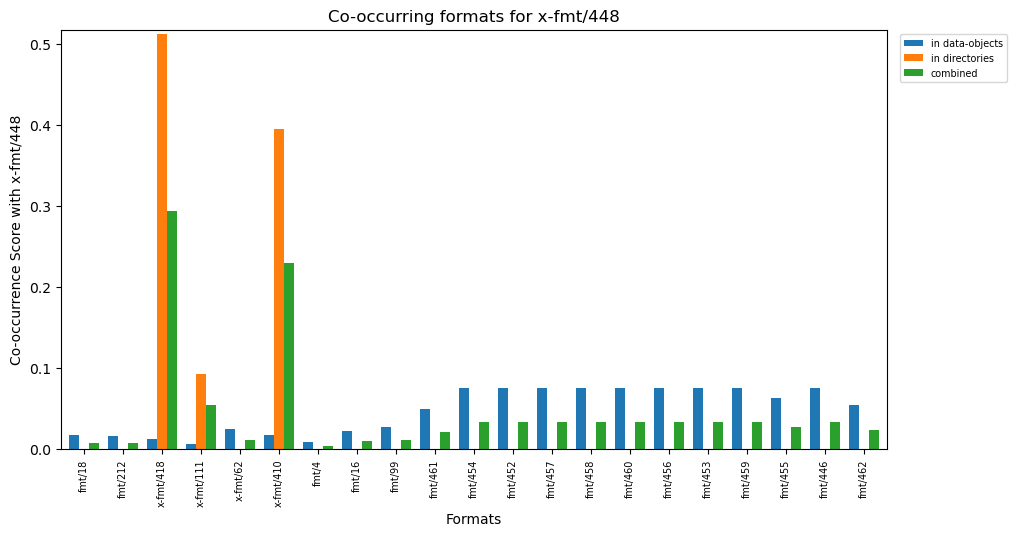 Co-occurring formats for x-fmt/448
Co-occurrence Score with x-fmt/448
0.5
0.4
0.3
0.2
0.1
0.0
fmt/18
fmt/212
x-fmt/418
x-fmt/111
x-fmt/62
x-fmt/410
fmt/4
fmt/16
fmt/99
fmt/461
fmt/454
fmt/452
fmt/457
fmt/458
fmt/460
fmt/456
fmt/453
fmt/459
fmt/455
fmt/446
fmt/462
Formats
in data-objects
in directories
combined